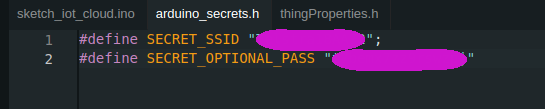 sketch_iot_cloud.ino arduino_secrets.h thingProperties.h
1 #define SECRET_SSID "";
2 #define SECRET_OPTIONAL_PASS ""